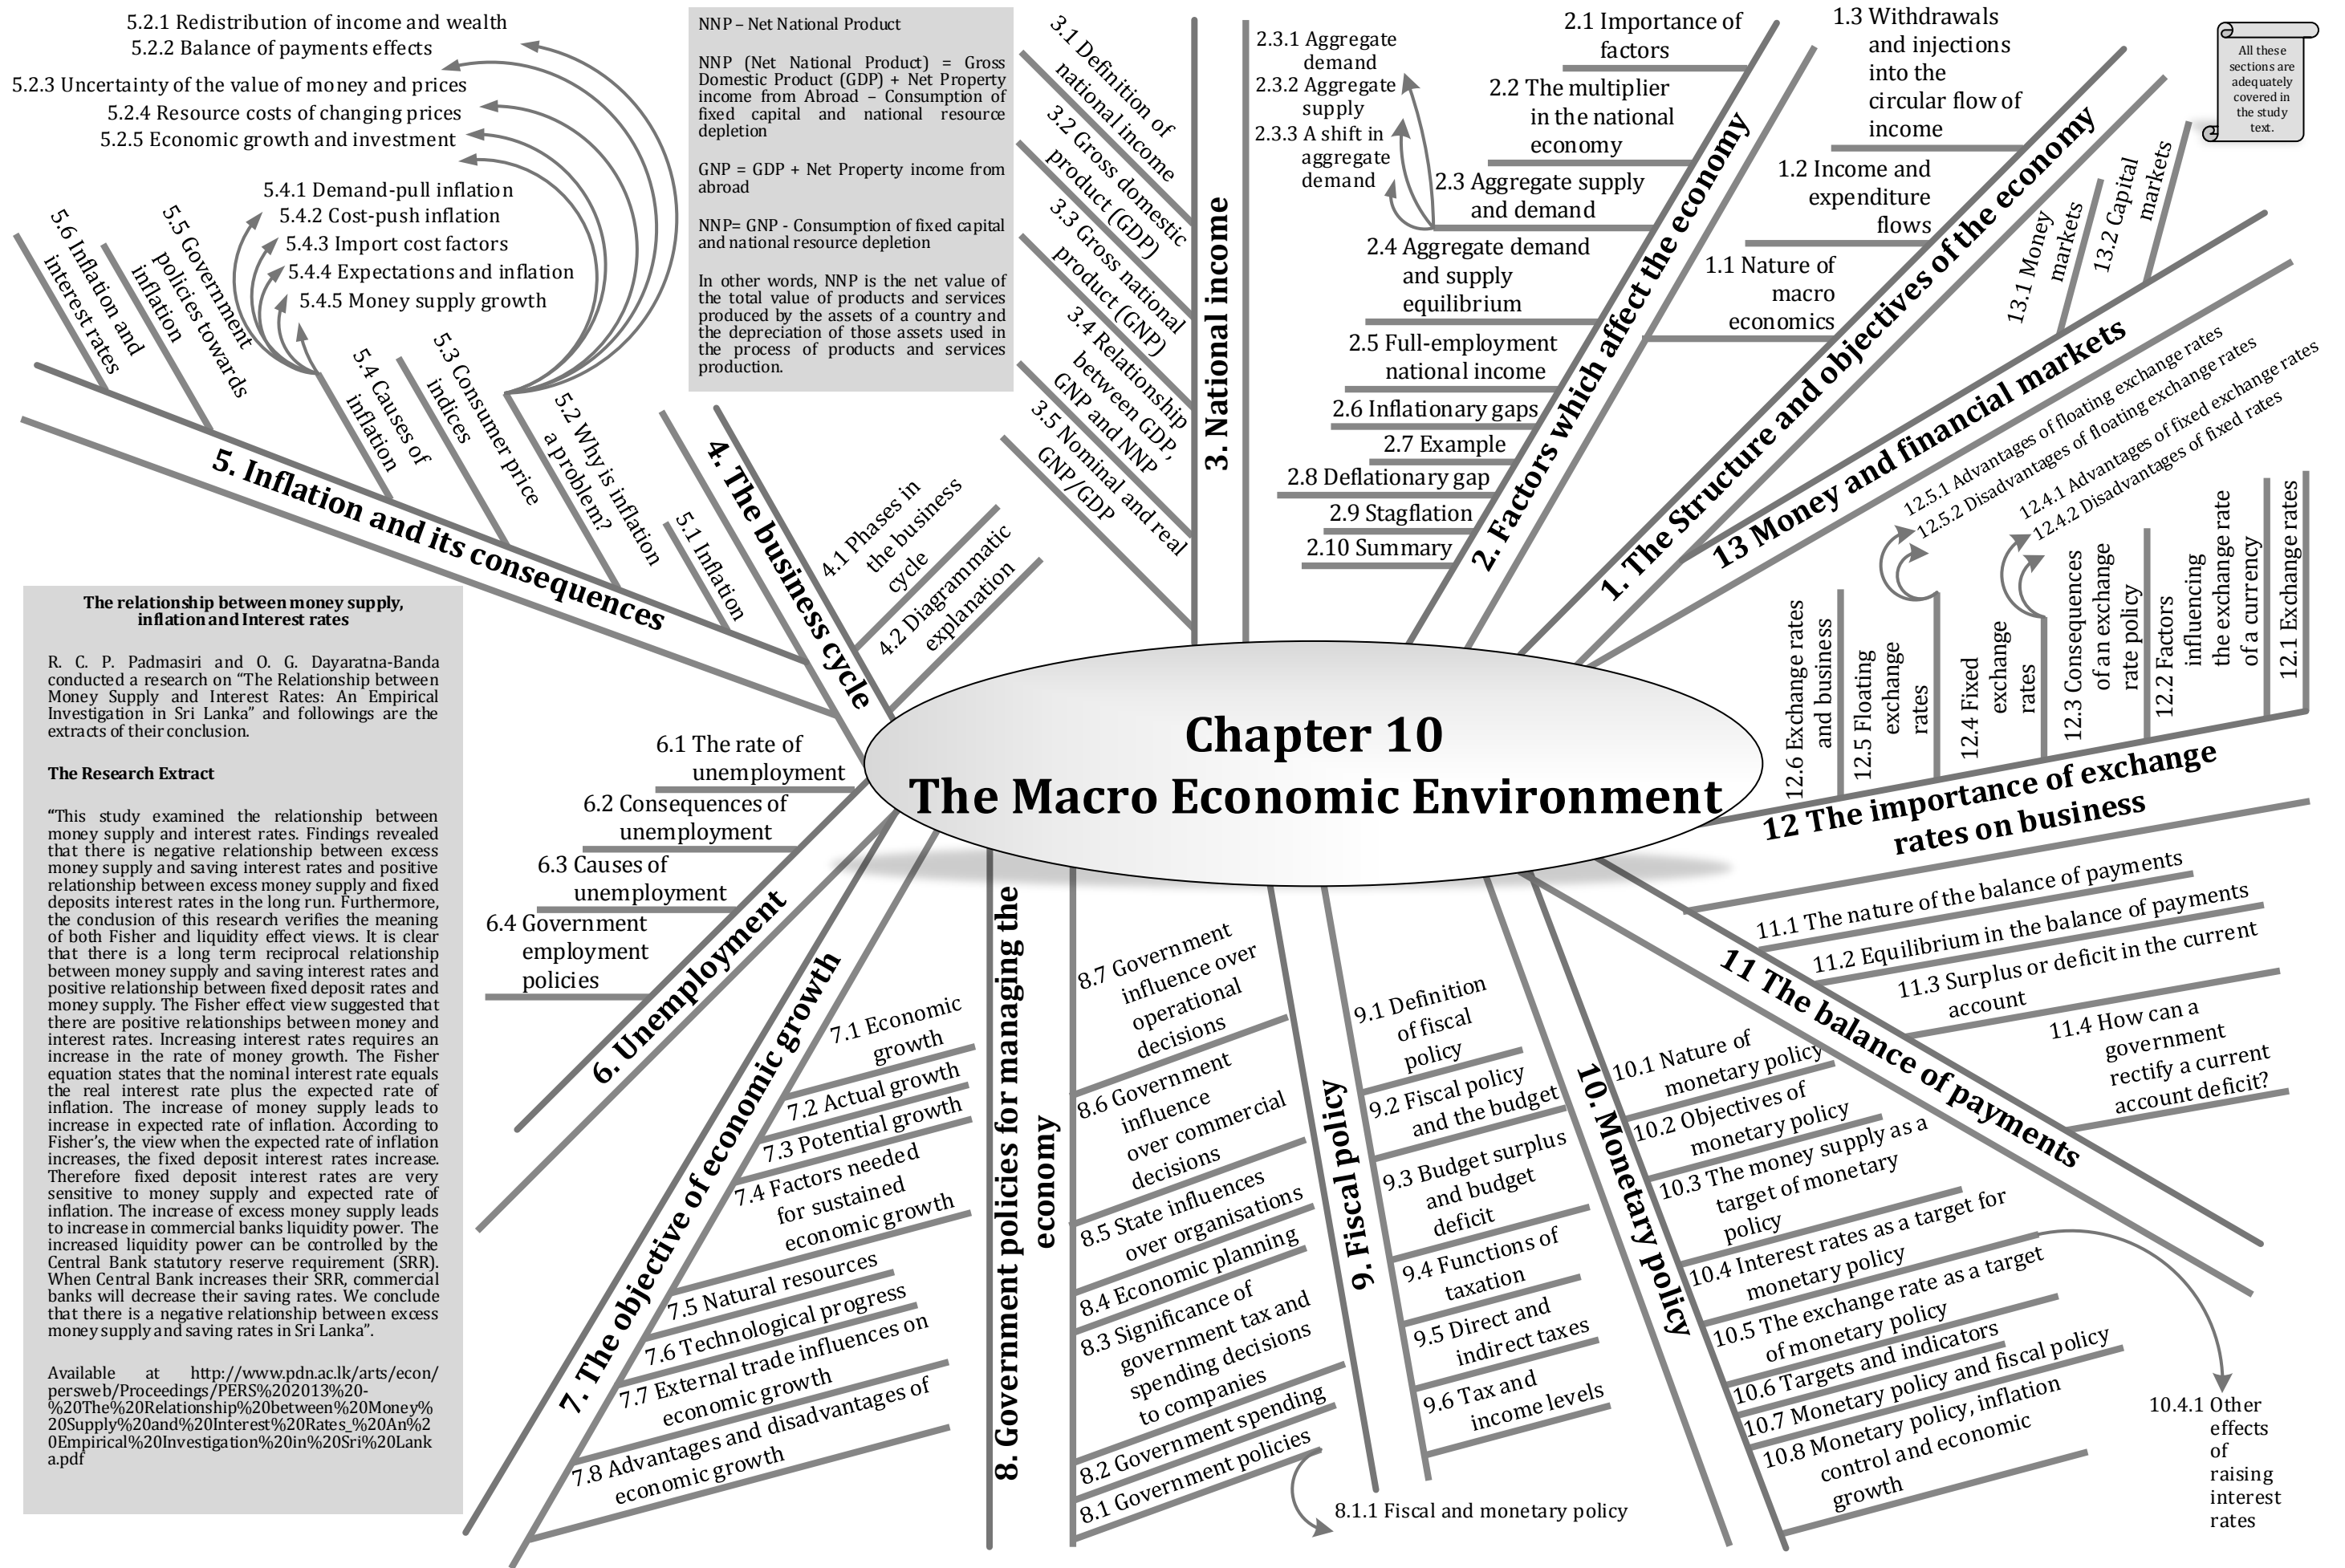 Chapter 10
The Macro Economic Environment
All these
sections are
adequately
covered in
the study
text.
1. The Structure and objectives of the economy
1.1 Nature of
macro
economics
1.2 Income and
expenditure
flows
1.3 Withdrawals
and injections
into the
circular flow of
income
2. Factors which affect the economy
2.1 Importance of
factors
2.2 The multiplier
in the national
economy
2.3 Aggregate supply
and demand
2.3.1 Aggregate
demand
2.3.2 Aggregate
supply
2.3.3 A shift in
aggregate
demand
2.4 Aggregate demand
and supply
equilibrium
2.5 Full-employment
national income
2.6 Inflationary gaps
2.7 Example
2.8 Deflationary gap
2.9 Stagflation
2.10 Summary
3. National income
3.1 Definition of
national income
3.2 Gross domestic
product (GDP)
3.3 Gross national
product (GNP)
3.4 Relationship
between GDP,
GNP and NNP
3.5 Nominal and real
GNP/GDP
NNP – Net National Product
NNP (Net National Product) = Gross
Domestic Product (GDP) + Net Property
income from Abroad – Consumption of
fixed capital and national resource
depletion
GNP = GDP + Net Property income from
abroad
NNP= GNP - Consumption of fixed capital
and national resource depletion
In other words, NNP is the net value of
the total value of products and services
produced by the assets of a country and
the depreciation of those assets used in
the process of products and services
production.
4. The business cycle
4.1 Phases in
the business
cycle
4.2 Diagrammatic
explanation
5. Inflation and its consequences
5.1 Inflation
5.2 Why is inflation
a problem?
5.2.1 Redistribution of income and wealth
5.2.2 Balance of payments effects
5.2.3 Uncertainty of the value of money and prices
5.2.4 Resource costs of changing prices
5.2.5 Economic growth and investment
5.3 Consumer price
indices
5.4 Causes of
inflation
5.4.1 Demand-pull inflation
5.4.2 Cost-push inflation
5.4.3 Import cost factors
5.4.4 Expectations and inflation
5.4.5 Money supply growth
5.5 Government
policies towards
inflation
5.6 Inflation and
interest rates
The relationship between money supply,
inflation and Interest rates
R. C. P. Padmasiri and O. G. Dayaratna-Banda
conducted a research on “The Relationship between
Money Supply and Interest Rates: An Empirical
Investigation in Sri Lanka” and followings are the
extracts of their conclusion.
The Research Extract
“This study examined the relationship between
money supply and interest rates. Findings revealed
that there is negative relationship between excess
money supply and saving interest rates and positive
relationship between excess money supply and fixed
deposits interest rates in the long run. Furthermore,
the conclusion of this research verifies the meaning
of both Fisher and liquidity effect views. It is clear
that there is a long term reciprocal relationship
between money supply and saving interest rates and
positive relationship between fixed deposit rates and
money supply. The Fisher effect view suggested that
there are positive relationships between money and
interest rates. Increasing interest rates requires an
increase in the rate of money growth. The Fisher
equation states that the nominal interest rate equals
the real interest rate plus the expected rate of
inflation. The increase of money supply leads to
increase in expected rate of inflation. According to
Fisher’s, the view when the expected rate of inflation
increases, the fixed deposit interest rates increase.
Therefore fixed deposit interest rates are very
sensitive to money supply and expected rate of
inflation. The increase of excess money supply leads
to increase in commercial banks liquidity power. The
increased liquidity power can be controlled by the
Central Bank statutory reserve requirement (SRR).
When Central Bank increases their SRR, commercial
banks will decrease their saving rates. We conclude
that there is a negative relationship between excess
money supply and saving rates in Sri Lanka”.
Available at http://www.pdn.ac.lk/arts/econ/
persweb/Proceedings/PERS%202013%20-
%20The%20Relationship%20between%20Money%
20Supply%20and%20Interest%20Rates_%20An%2
0Empirical%20Investigation%20in%20Sri%20Lank
a.pdf
6. Unemployment
6.1 The rate of
unemployment
6.2 Consequences of
unemployment
6.3 Causes of
unemployment
6.4 Government
employment
policies
7. The objective of economic growth
7.1 Economic
growth
7.2 Actual growth
7.3 Potential growth
7.4 Factors needed
for sustained
economic growth
7.5 Natural resources
7.6 Technological progress
7.7 External trade influences on
economic growth
7.8 Advantages and disadvantages of
economic growth
8. Government policies for managing the
economy
8.7 Government
influence over
operational
decisions
8.6 Government
influence
over commercial
decisions
8.5 State influences
over organisations
8.4 Economic planning
8.3 Significance of
government tax and
spending decisions
to companies
8.2 Government spending
8.1 Government policies
8.1.1 Fiscal and monetary policy
9. Fiscal policy
9.1 Definition
of fiscal
policy
9.2 Fiscal policy
and the budget
9.3 Budget surplus
and budget
deficit
9.4 Functions of
taxation
9.5 Direct and
indirect taxes
9.6 Tax and
income levels
10. Monetary policy
10.1 Nature of
monetary policy
10.2 Objectives of
monetary policy
10.3 The money supply as a
target of monetary
policy
10.4 Interest rates as a target for
monetary policy
10.4.1 Other
effects
of
raising
interest
rates
10.5 The exchange rate as a target
of monetary policy
10.6 Targets and indicators
10.7 Monetary policy and fiscal policy
10.8 Monetary policy, inflation
control and economic
growth
11 The balance of payments
11.1 The nature of the balance of payments
11.2 Equilibrium in the balance of payments
11.3 Surplus or deficit in the current
account
11.4 How can a
government
rectify a current
account deficit?
12 The importance of exchange
rates on business
12.1 Exchange rates
12.2 Factors
influencing
the exchange rate
of a currency
12.3 Consequences
of an exchange
rate policy
12.4 Fixed
exchange
rates
12.4.1 Advantages of fixed exchange rates
12.4.2 Disadvantages of fixed rates
12.5 Floating
exchange
rates
12.5.1 Advantages of floating exchange rates
12.5.2 Disadvantages of floating exchange rates
12.6 Exchange rates
and business
13 Money and financial markets
13.1 Money
markets
13.2 Capital
markets